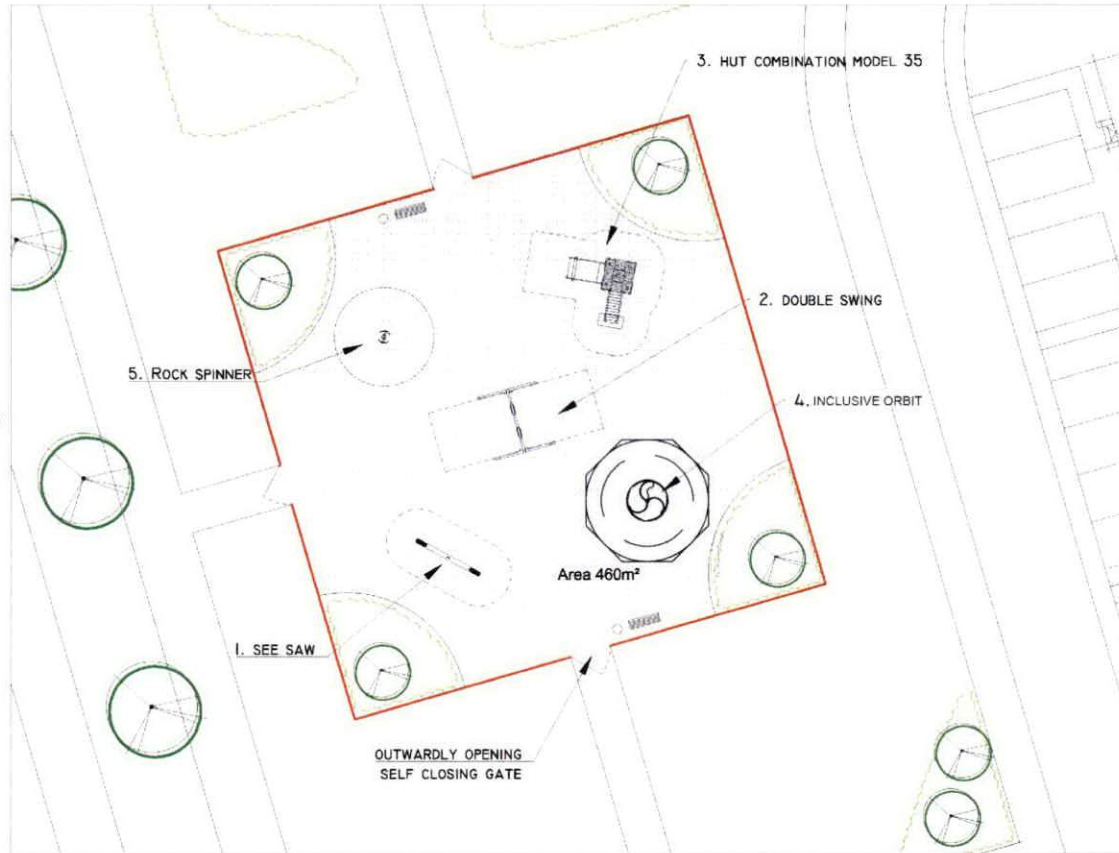 3. HUT COMBINATION MODEL 35
2. DOUBLE SWING
5. ROCK SPINNER
4. INCLUSIVE ORBIT
Area 460m²
1. SEE SAW
OUTWARDLY OPENING
SELF CLOSING GATE